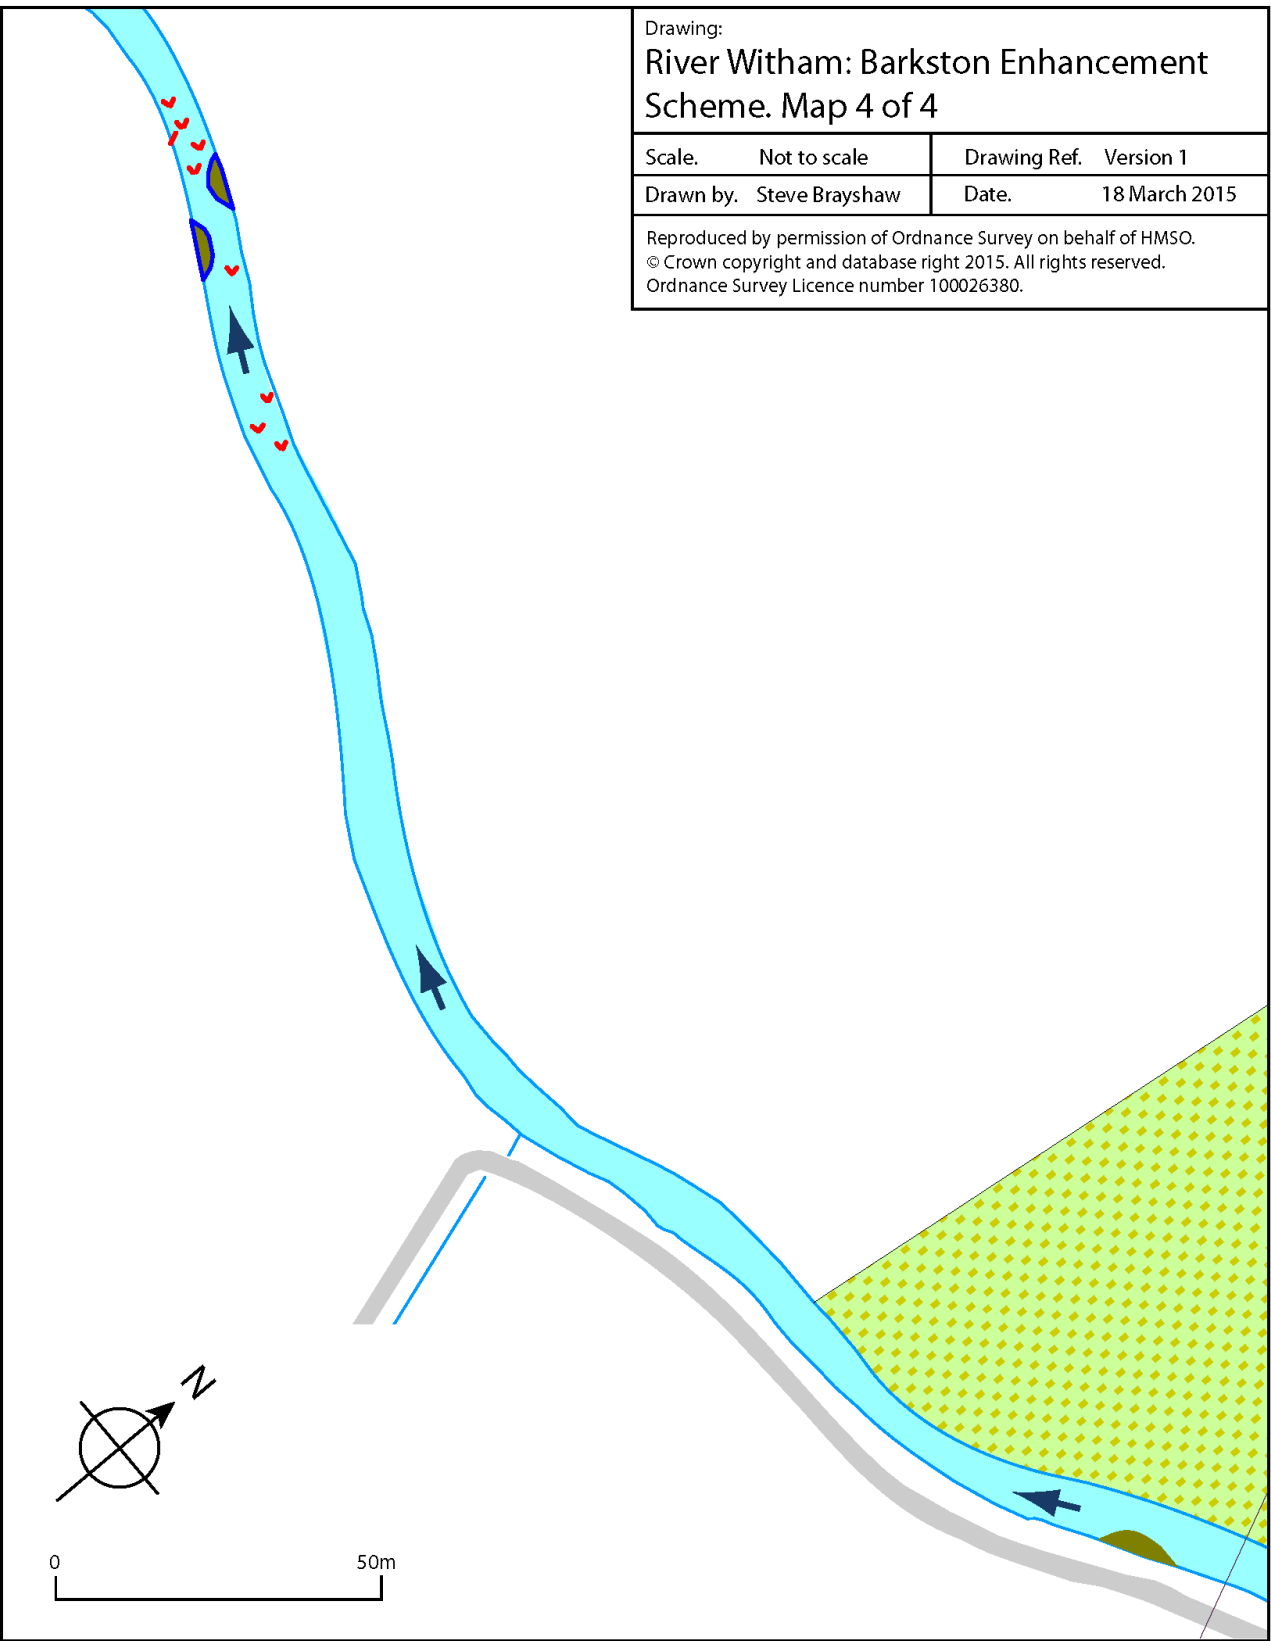 Drawing:
River Witham: Barkston Enhancement
Scheme. Map 4 of 4
Scale. Not to scale Drawing Ref. Version 1
Drawn by. Steve Brayshaw Date. 18 March 2015
Reproduced by permission of Ordnance Survey on behalf of HMSO.
© Crown copyright and database right 2015. All rights reserved.
Ordnance Survey Licence number 100026380.
N
0 50m